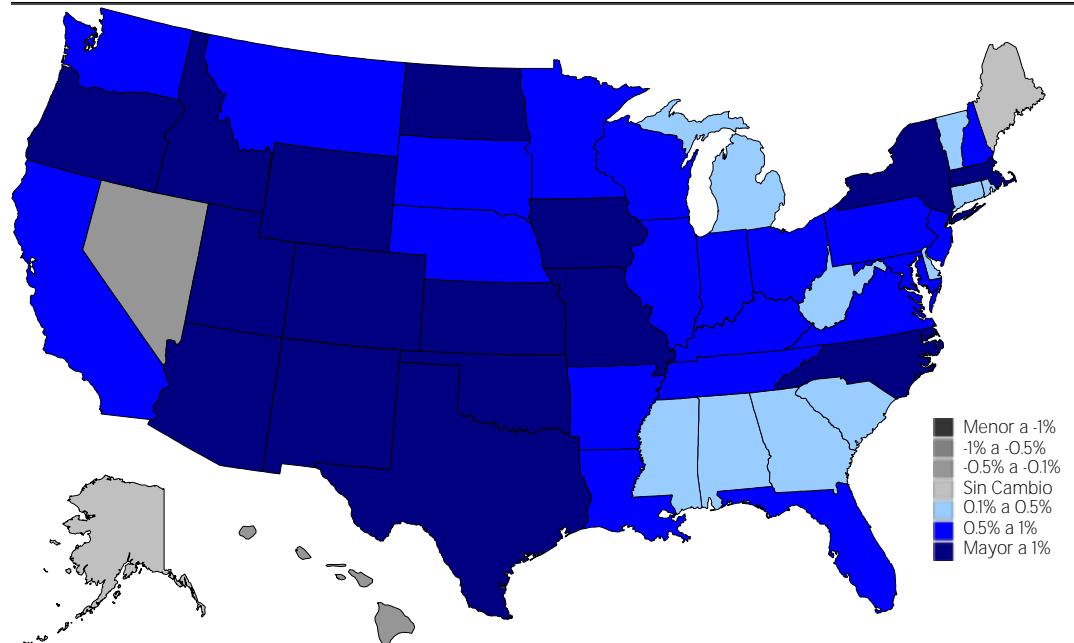 Menor a -1%
-1% a -0.5%
-0.5% a -0.1%
Sin Cambio
0.1% a 0.5%
0.5% a 1%
Mayor a 1%